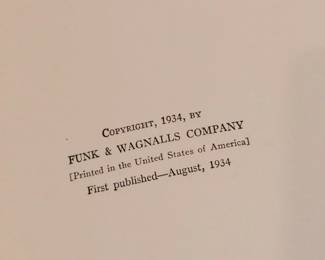 COPYRIGHT, 1934, BY
FUNK & WAGNALLS COMPANY
[Printed in the United States of America]
First published—August, 1934